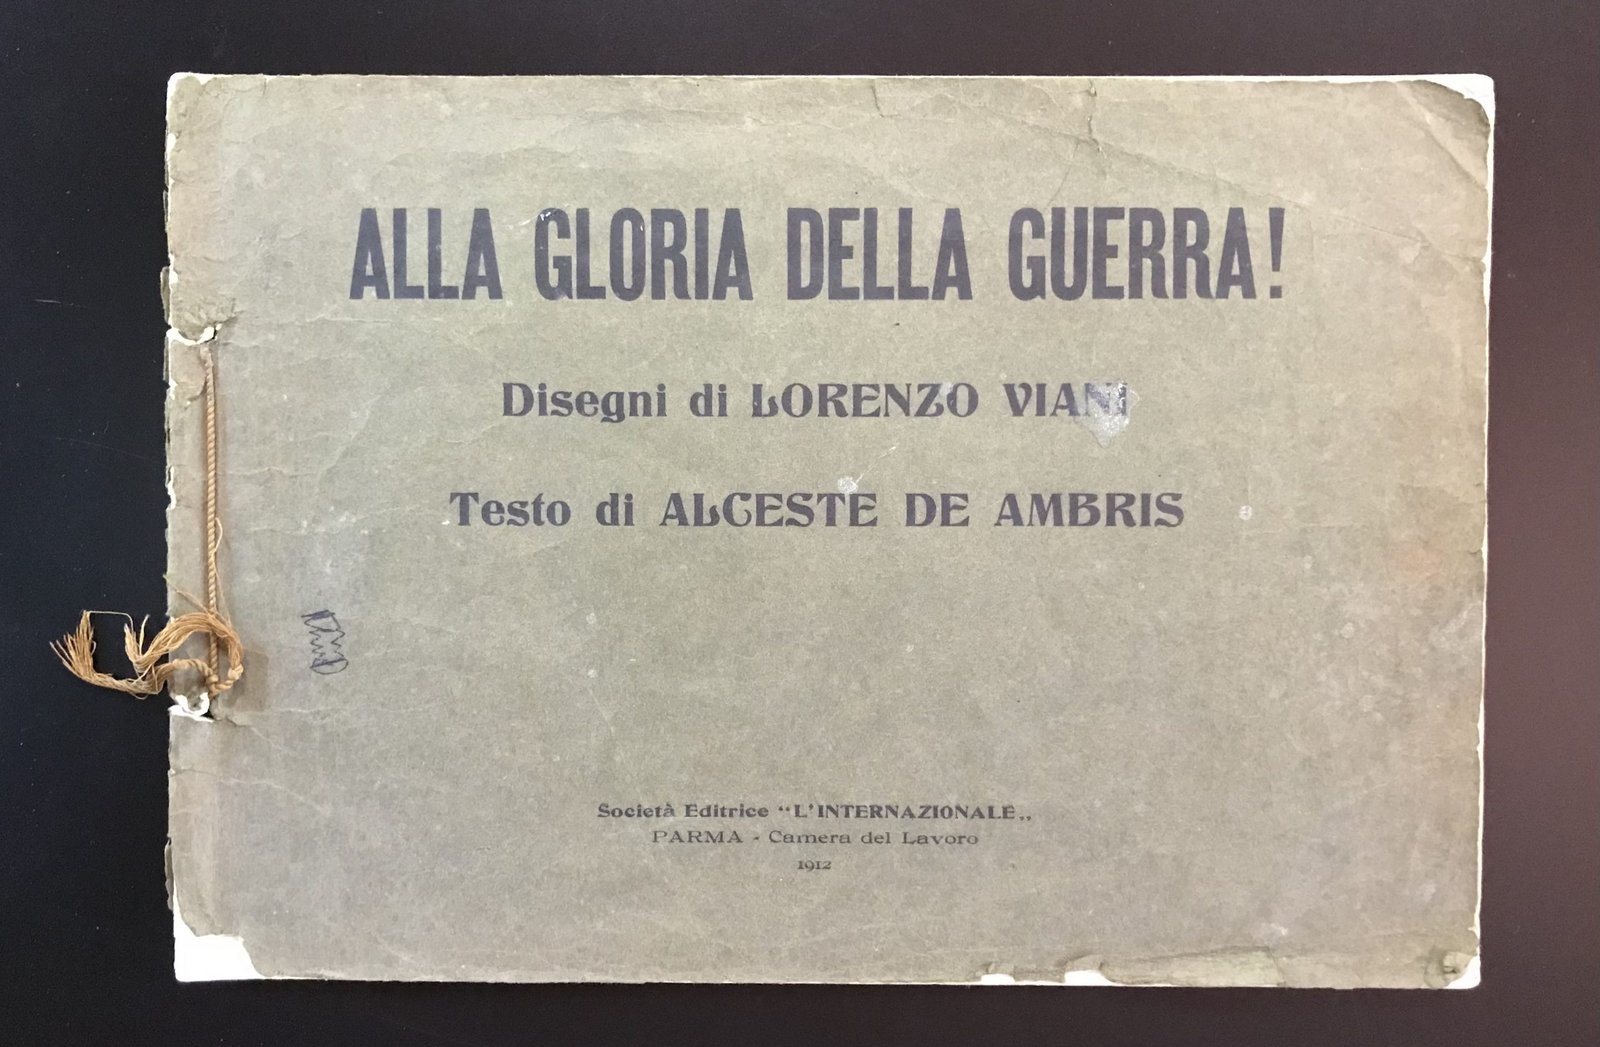 ALLA GLORIA DELLA GUERRA!
Disegni di LORENZO VIANI
Testo di ALCESTE DE AMBRIS
Società Editrice “L'INTERNAZIONALE„
PARMA - Camera del Lavoro
1912